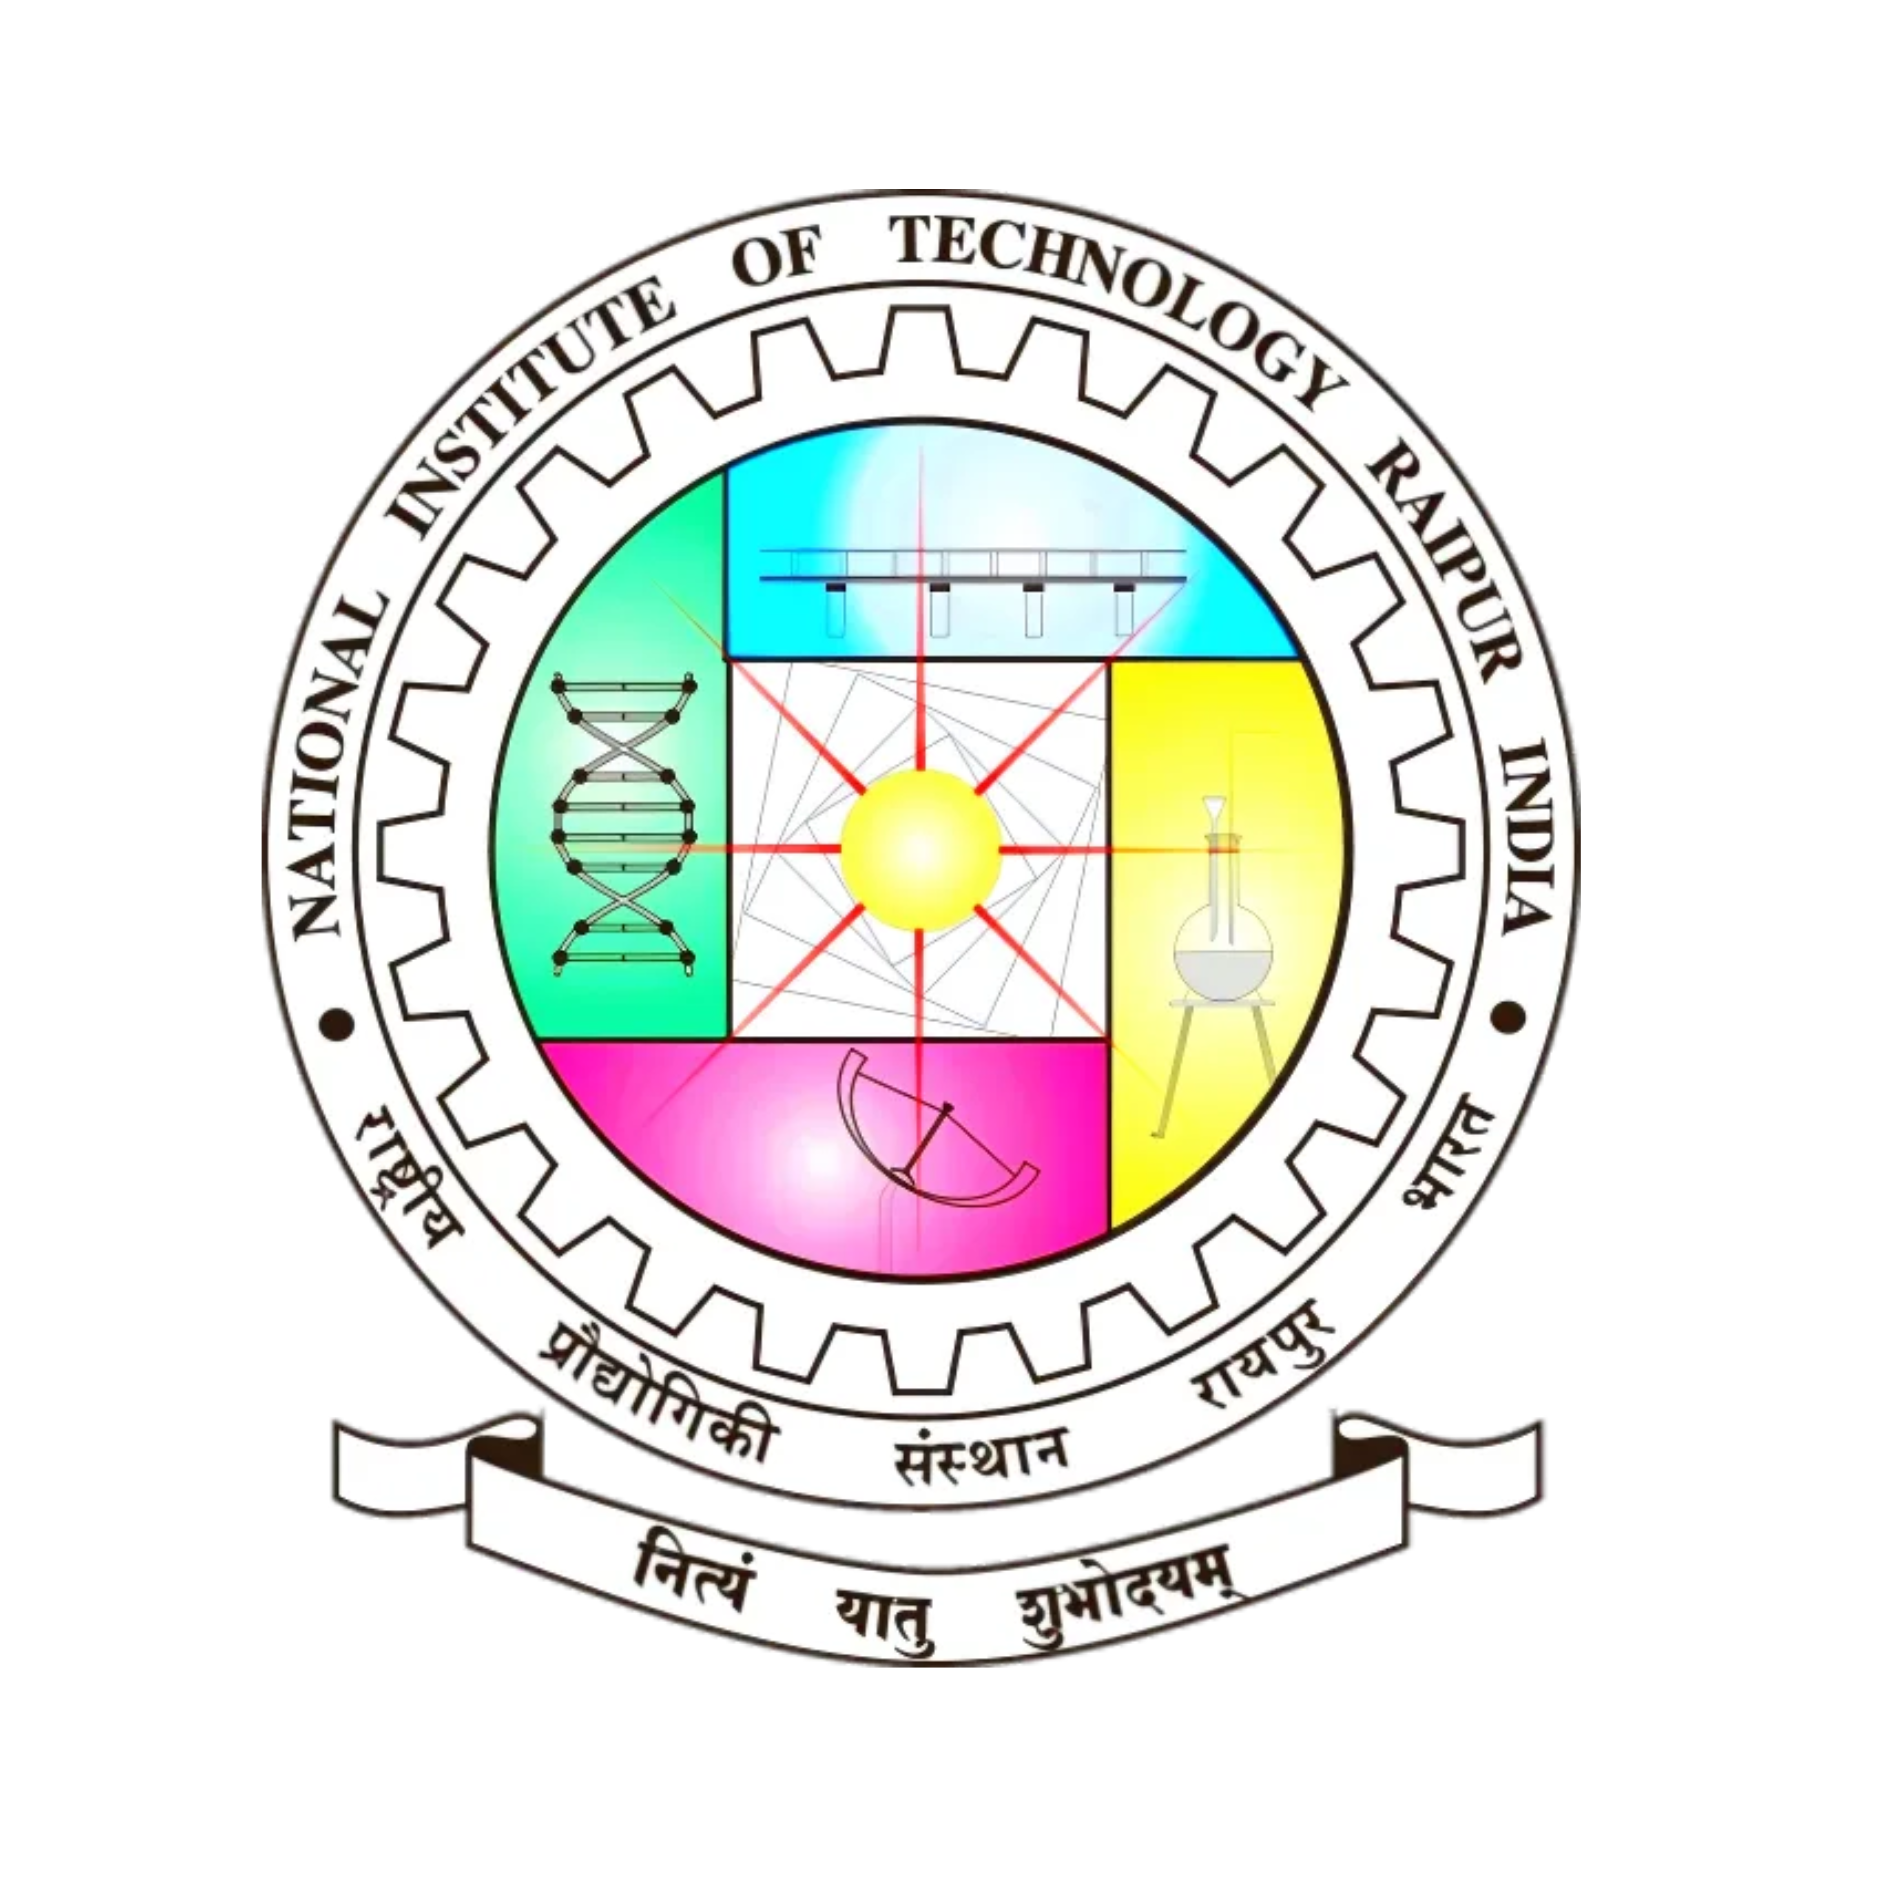 NATIONAL INSTITUTE OF TECHNOLOGY RAIPUR INDIA
राष्ट्रीय प्रौद्योगिकी संस्थान रायपुर भारत
नित्यं यातु शुभोदयम्